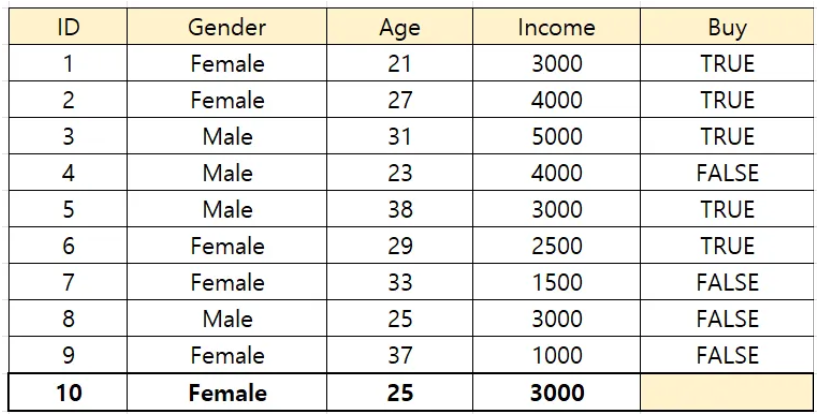 ID Gender Age Income Buy
1 Female 21 3000 TRUE
2 Female 27 4000 TRUE
3 Male 31 5000 TRUE
4 Male 23 4000 FALSE
5 Male 38 3000 TRUE
6 Female 29 2500 TRUE
7 Female 33 1500 FALSE
8 Male 25 3000 FALSE
9 Female 37 1000 FALSE
10 Female 25 3000